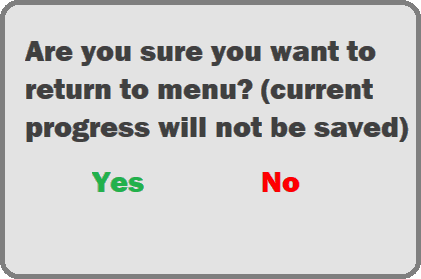 Are you sure you want to
return to menu? (current
progress will not be saved)
Yes No